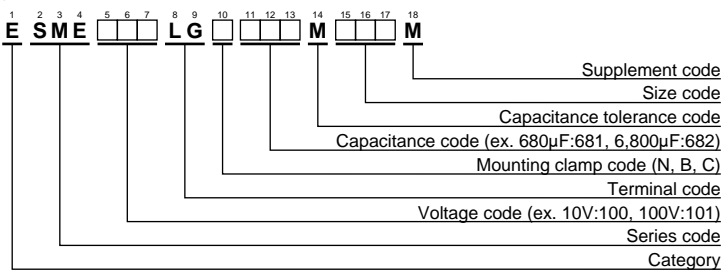 1 2 3 4 5 6 7 8 9 10 11 12 13 14 15 16 17 18
E S M E L G M M
Supplement code
Size code
Capacitance tolerance code
Capacitance code (ex. 680µF:681, 6,800µF:682)
Mounting clamp code (N, B, C)
Terminal code
Voltage code (ex. 10V:100, 100V:101)
Series code
Category